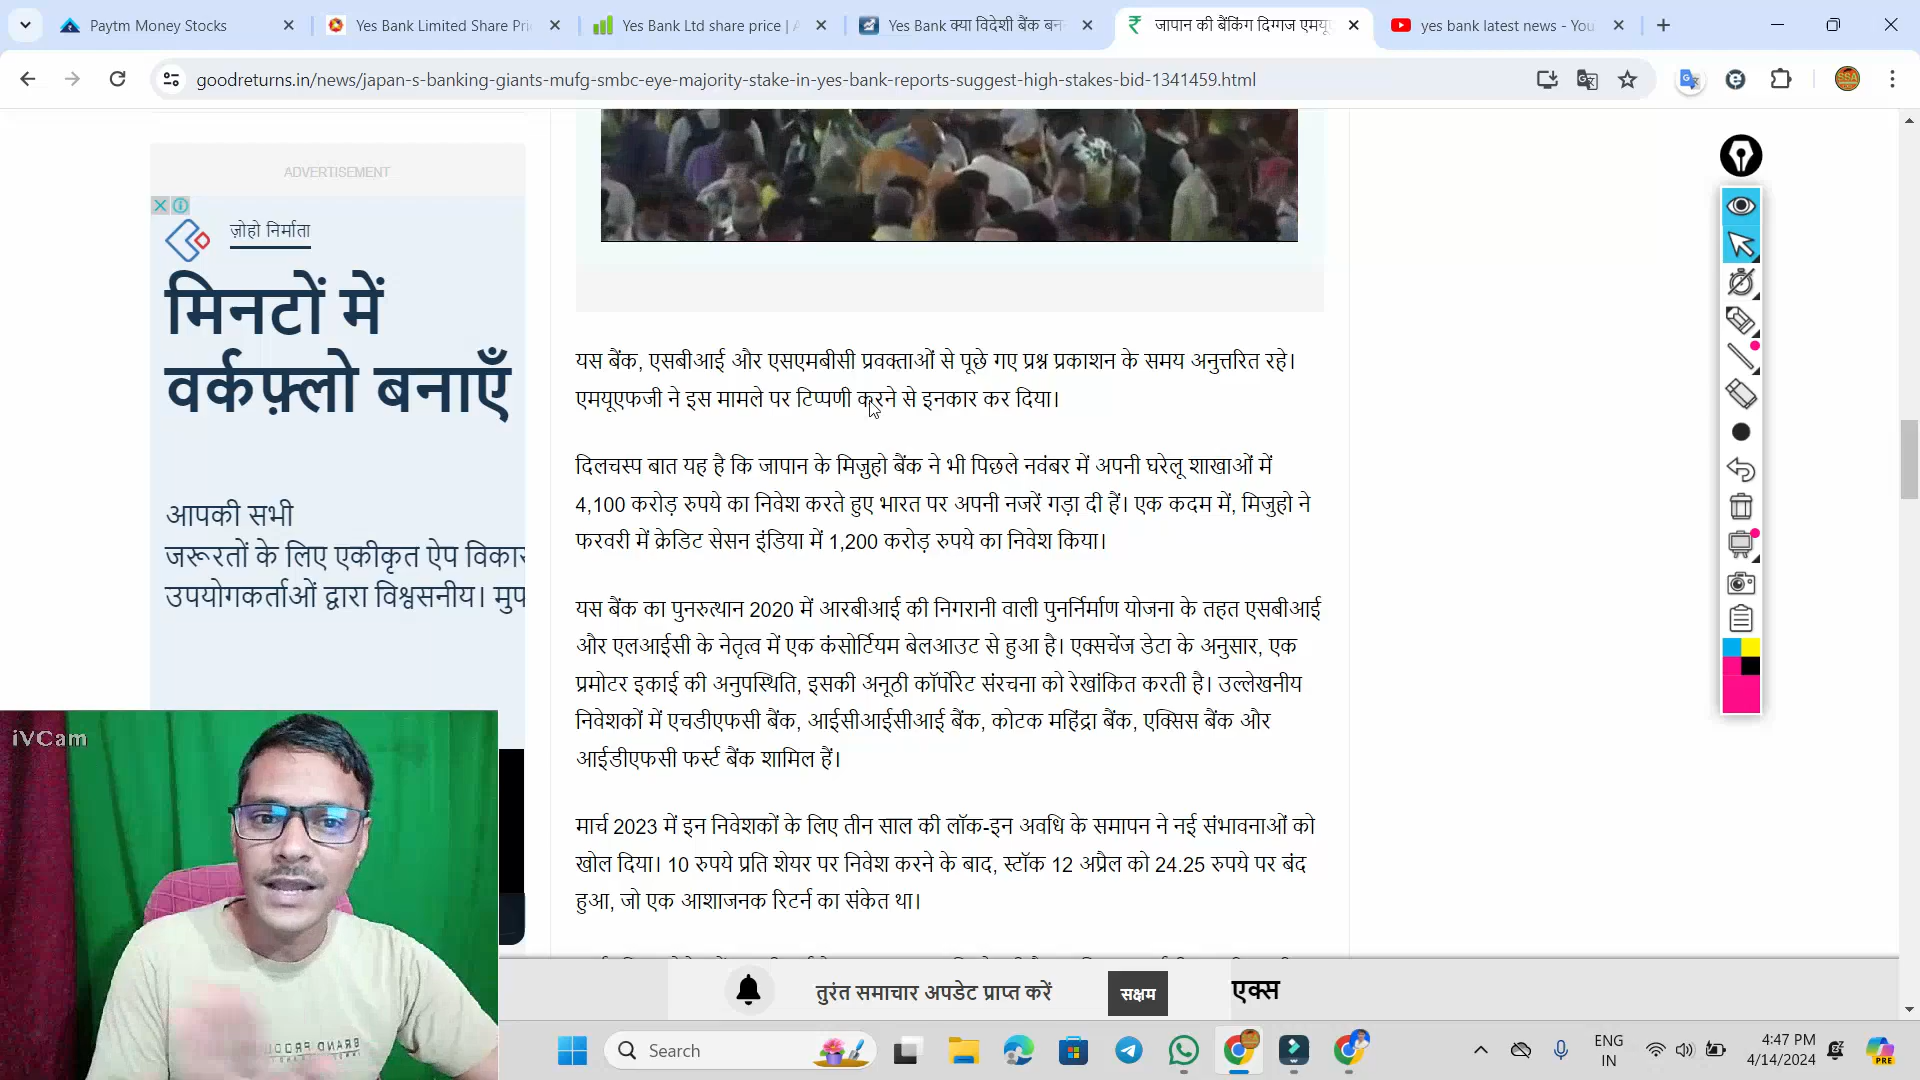 Paytm Money Stocks
Yes Bank Limited Share Pri
Yes Bank Ltd share price | A
Yes Bank क्या विदेशी बैंक बन
जापान की बैंकिंग दिग्गज एमयू
yes bank latest news - You
goodreturns.in/news/japan-s-banking-giants-mufg-smbc-eye-majority-stake-in-yes-bank-reports-suggest-high-stakes-bid-1341459.html
ADVERTISEMENT
ज़ोहो निर्माता
मिनटों में
वर्कफ़्लो बनाएँ
आपकी सभी
जरूरतों के लिए एकीकृत ऐप विकास
उपयोगकर्ताओं द्वारा विश्वसनीय। मुफ
यस बैंक, एसबीआई और एसएमबीसी प्रवक्ताओं से पूछे गए प्रश्न प्रकाशन के समय अनुत्तरित रहे।
एमयूएफजी ने इस मामले पर टिप्पणी करने से इनकार कर दिया।
दिलचस्प बात यह है कि जापान के मिज़ुहो बैंक ने भी पिछले नवंबर में अपनी घरेलू शाखाओं में
4,100 करोड़ रुपये का निवेश करते हुए भारत पर अपनी नजरें गड़ा दी हैं। एक कदम में, मिजुहो ने
फरवरी में क्रेडिट सेसन इंडिया में 1,200 करोड़ रुपये का निवेश किया।
यस बैंक का पुनरुत्थान 2020 में आरबीआई की निगरानी वाली पुनर्निर्माण योजना के तहत एसबीआई
और एलआईसी के नेतृत्व में एक कंसोर्टियम बेलआउट से हुआ है। एक्सचेंज डेटा के अनुसार, एक
प्रमोटर इकाई की अनुपस्थिति, इसकी अनूठी कॉर्पोरेट संरचना को रेखांकित करती है। उल्लेखनीय
निवेशकों में एचडीएफसी बैंक, आईसीआईसीआई बैंक, कोटक महिंद्रा बैंक, एक्सिस बैंक और
आईडीएफसी फर्स्ट बैंक शामिल हैं।
मार्च 2023 में इन निवेशकों के लिए तीन साल की लॉक-इन अवधि के समापन ने नई संभावनाओं को
खोल दिया। 10 रुपये प्रति शेयर पर निवेश करने के बाद, स्टॉक 12 अप्रैल को 24.25 रुपये पर बंद
हुआ, जो एक आशाजनक रिटर्न का संकेत था।
iVCam
तुरंत समाचार अपडेट प्राप्त करें
सक्षम
एक्स
Search
ENG
IN
4:47 PM
4/14/2024
PRE